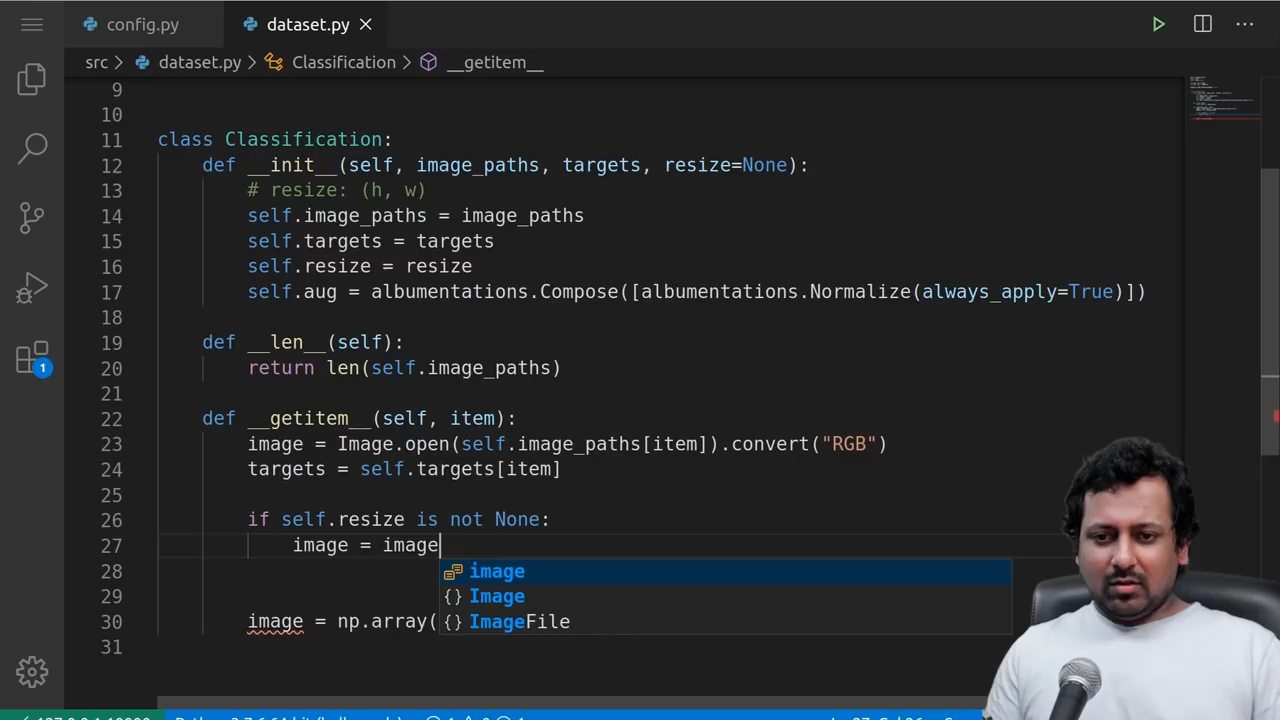 config.py
dataset.py
src > dataset.py > Classification > __getitem__
9
10
11 class Classification:
12 def __init__(self, image_paths, targets, resize=None):
13 # resize: (h, w)
14 self.image_paths = image_paths
15 self.targets = targets
16 self.resize = resize
17 self.aug = albumentations.Compose([albumentations.Normalize(always_apply=True)])
18
19 def __len__(self):
20 return len(self.image_paths)
21
22 def __getitem__(self, item):
23 image = Image.open(self.image_paths[item]).convert("RGB")
24 targets = self.targets[item]
25
26 if self.resize is not None:
27 image = image
28 image
29 {} Image
30 image = np.array( {} ImageFile
31
1